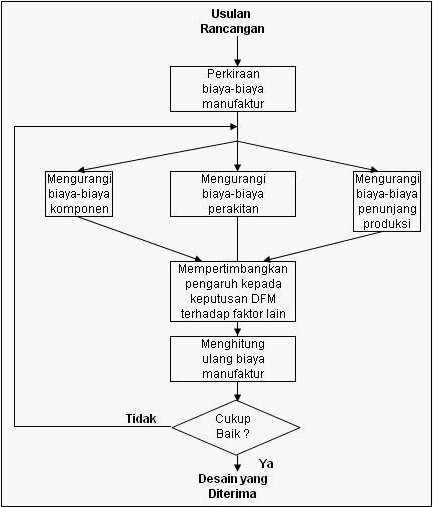 Usulan
Rancangan
Perkiraan
biaya-biaya
manufaktur
Mengurangi
biaya-biaya
komponen
Mengurangi
biaya-biaya
perakitan
Mengurangi
biaya-biaya
penunjang
produksi
Mempertimbangkan
pengaruh kepada
keputusan DFM
terhadap faktor lain
Menghitung
ulang biaya
manufaktur
Tidak
Cukup
Baik ?
Ya
Desain yang
Diterima